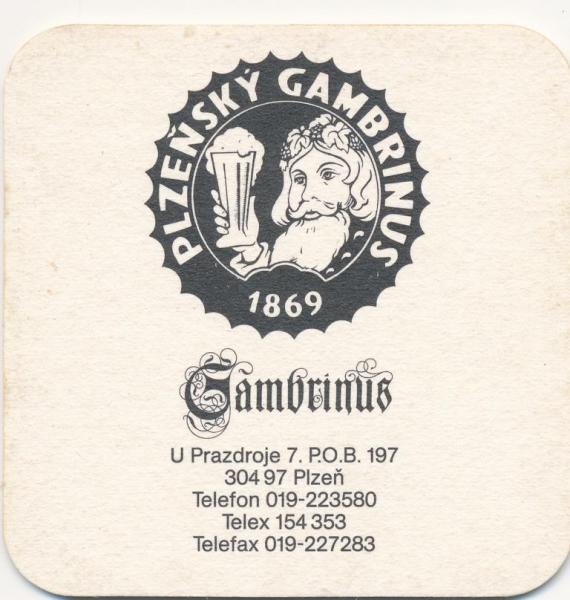 PLZEŇSKÝ GAMBRINUS
1869
Gambrinus
U Prazdroje 7. P.O.B. 197
304 97 Plzeň
Telefon 019-223580
Telex 154 353
Telefax 019-227283